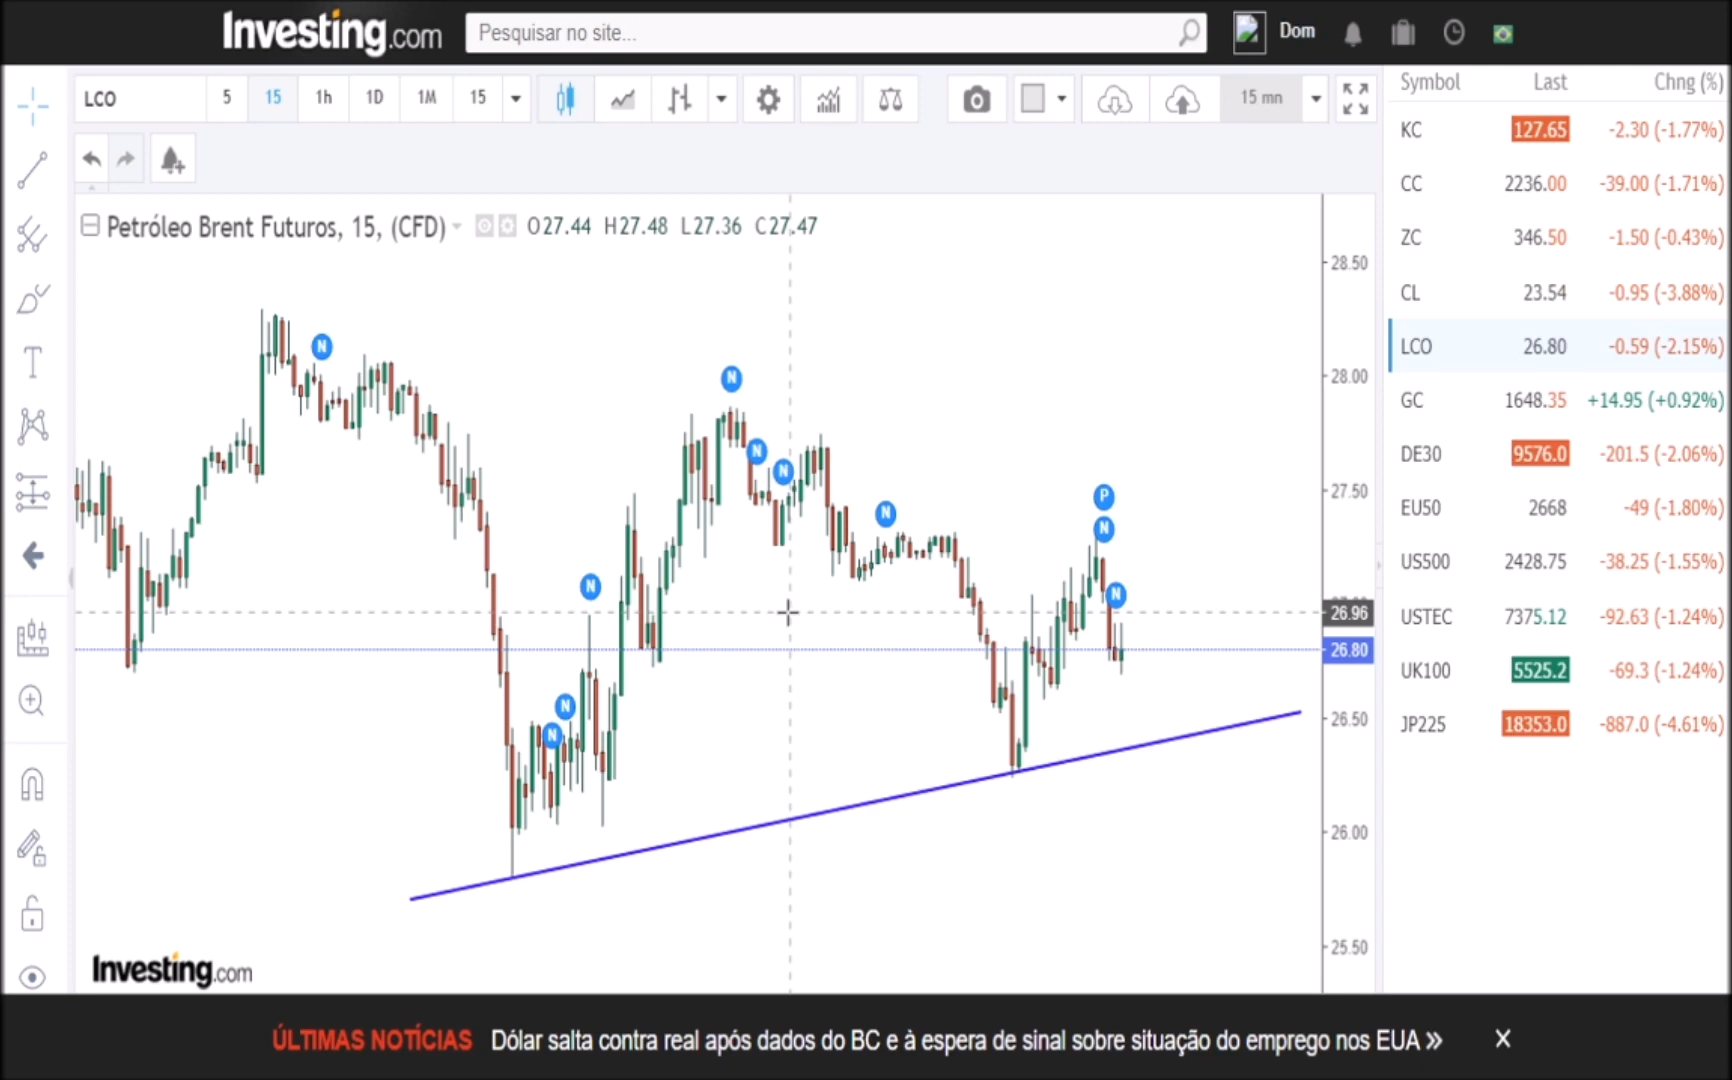 Investing.com
Pesquisar no site...
Dom
LCO 5 15 1h 1D 1M 15 15 mn
Symbol Last Chng (%)
KC 127.65 -2.30 (-1.77%)
CC 2236.00 -39.00 (-1.71%)
ZC 346.50 -1.50 (-0.43%)
CL 23.54 -0.95 (-3.88%)
LCO 26.80 -0.59 (-2.15%)
GC 1648.35 +14.95 (+0.92%)
DE30 9576.0 -201.5 (-2.06%)
EU50 2668 -49 (-1.80%)
US500 2428.75 -38.25 (-1.55%)
USTEC 7375.12 -92.63 (-1.24%)
UK100 5525.2 -69.3 (-1.24%)
JP225 18353.0 -887.0 (-4.61%)
T
Petróleo Brent Futuros, 15, (CFD) O27.44 H27.48 L27.36 C27.47
28.50
28.00
27.50
26.96
26.80
26.50
26.00
25.50
N
N
N
N
N
N
N
N
P
N
N
Investing.com
ÚLTIMAS NOTÍCIAS Dólar salta contra real após dados do BC e à espera de sinal sobre situação do emprego nos EUA »